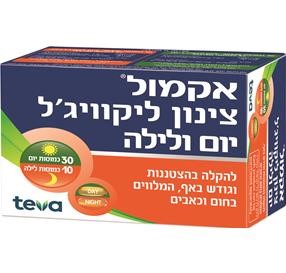 אקמול®
צינון ליקוויג'ל
יום ולילה
להקלה בהצטננות
וגודש באף, המלווים
בחום וכאבים
30 כמוסות יום
10 כמוסות לילה
DAY
NIGHT
teva